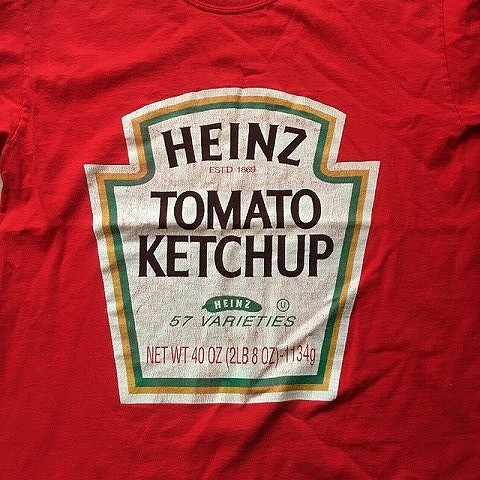 HEINZ
ESTD 1869
TOMATO
KETCHUP
HEINZ
U
57 VARIETIES
NET WT 40 OZ (2LB 8 OZ)-1134g